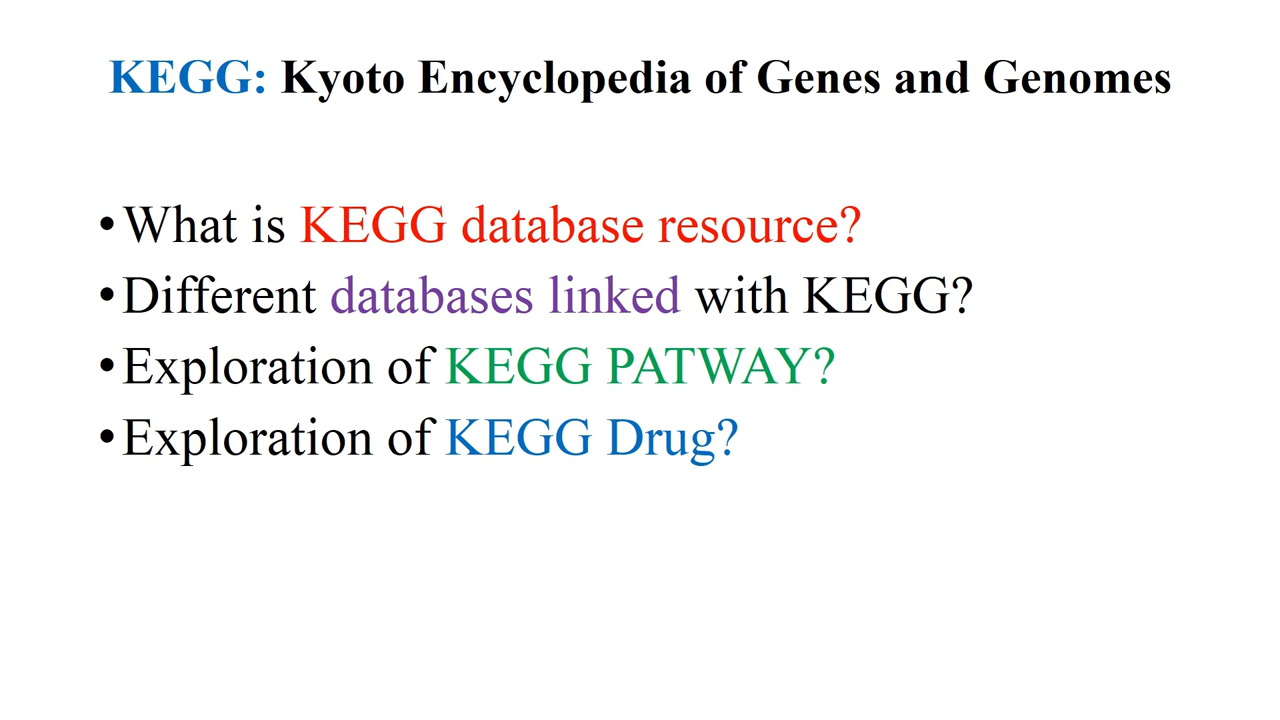 KEGG: Kyoto Encyclopedia of Genes and Genomes
•What is KEGG database resource?
•Different databases linked with KEGG?
•Exploration of KEGG PATWAY?
•Exploration of KEGG Drug?